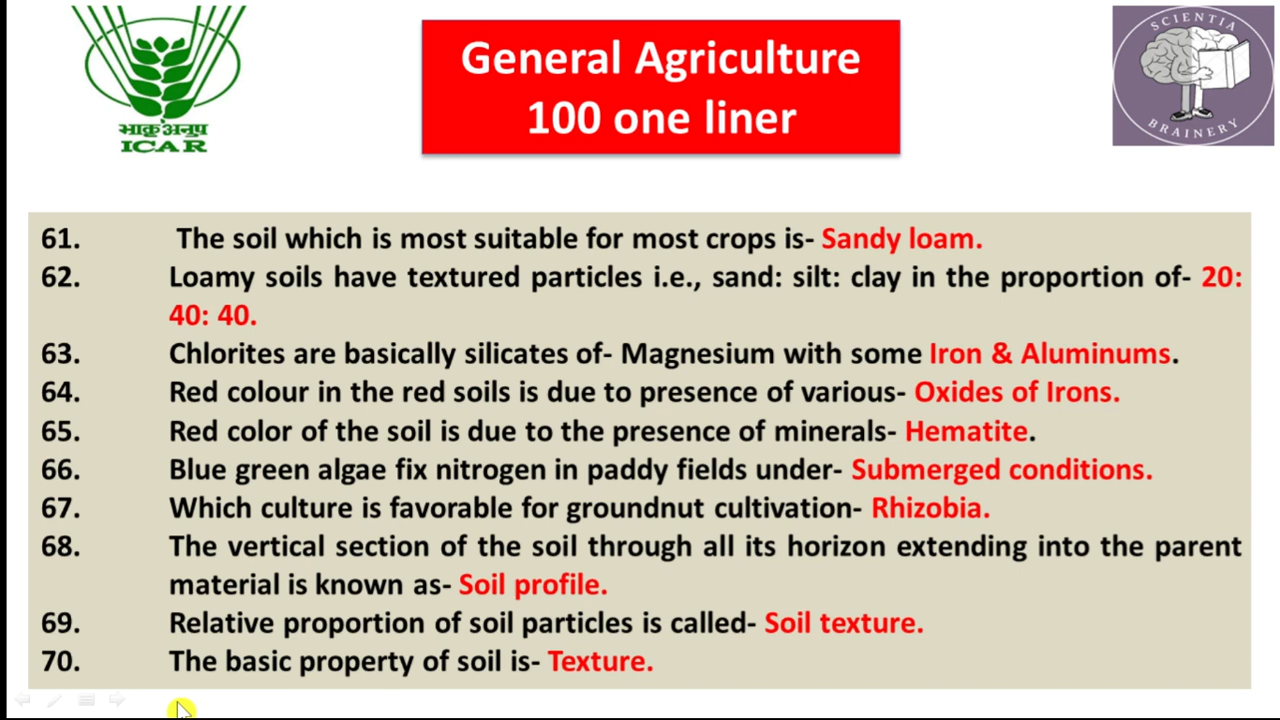 भाकृअनुप
ICAR
General Agriculture
100 one liner
SCIENTIA
BRAINERY
61. The soil which is most suitable for most crops is- Sandy loam.
62. Loamy soils have textured particles i.e., sand: silt: clay in the proportion of- 20:
40: 40.
63. Chlorites are basically silicates of- Magnesium with some Iron & Aluminums.
64. Red colour in the red soils is due to presence of various- Oxides of Irons.
65. Red color of the soil is due to the presence of minerals- Hematite.
66. Blue green algae fix nitrogen in paddy fields under- Submerged conditions.
67. Which culture is favorable for groundnut cultivation- Rhizobia.
68. The vertical section of the soil through all its horizon extending into the parent
material is known as- Soil profile.
69. Relative proportion of soil particles is called- Soil texture.
70. The basic property of soil is- Texture.